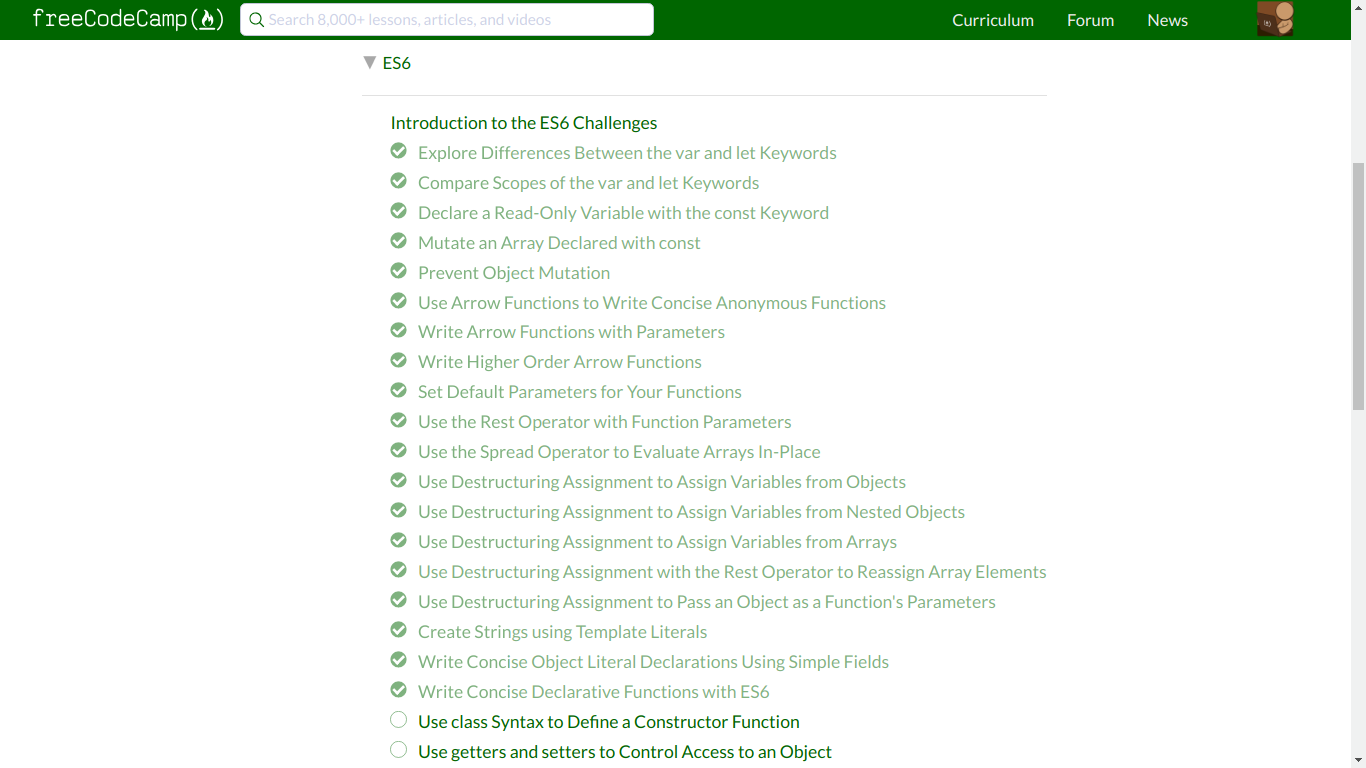 freeCodeCamp
Search 8,000+ lessons, articles, and videos
Curriculum
Forum
News
ES6
Introduction to the ES6 Challenges
Explore Differences Between the var and let Keywords
Compare Scopes of the var and let Keywords
Declare a Read-Only Variable with the const Keyword
Mutate an Array Declared with const
Prevent Object Mutation
Use Arrow Functions to Write Concise Anonymous Functions
Write Arrow Functions with Parameters
Write Higher Order Arrow Functions
Set Default Parameters for Your Functions
Use the Rest Operator with Function Parameters
Use the Spread Operator to Evaluate Arrays In-Place
Use Destructuring Assignment to Assign Variables from Objects
Use Destructuring Assignment to Assign Variables from Nested Objects
Use Destructuring Assignment to Assign Variables from Arrays
Use Destructuring Assignment with the Rest Operator to Reassign Array Elements
Use Destructuring Assignment to Pass an Object as a Function's Parameters
Create Strings using Template Literals
Write Concise Object Literal Declarations Using Simple Fields
Write Concise Declarative Functions with ES6
Use class Syntax to Define a Constructor Function
Use getters and setters to Control Access to an Object